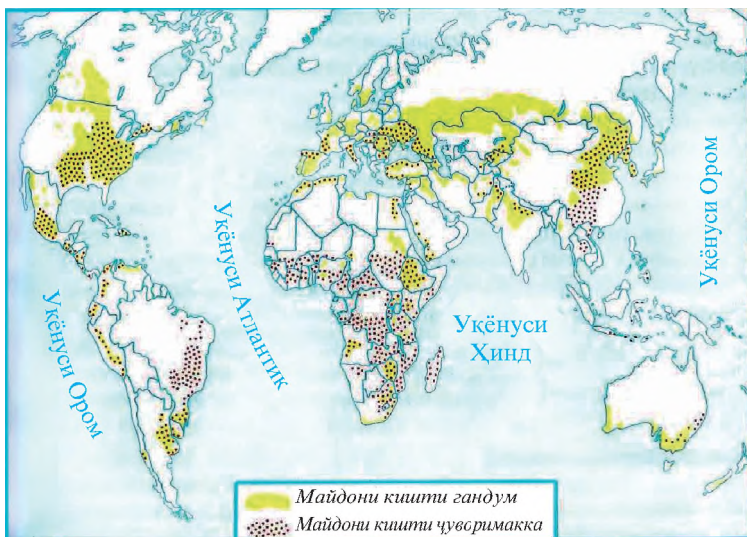 Уқёнуси Ором
Уқёнуси Атлантик
Уқёнуси
Ҳинд
Уқёнуси Ором
Майдони кишти гандум
Майдони кишти ҷуворимакка